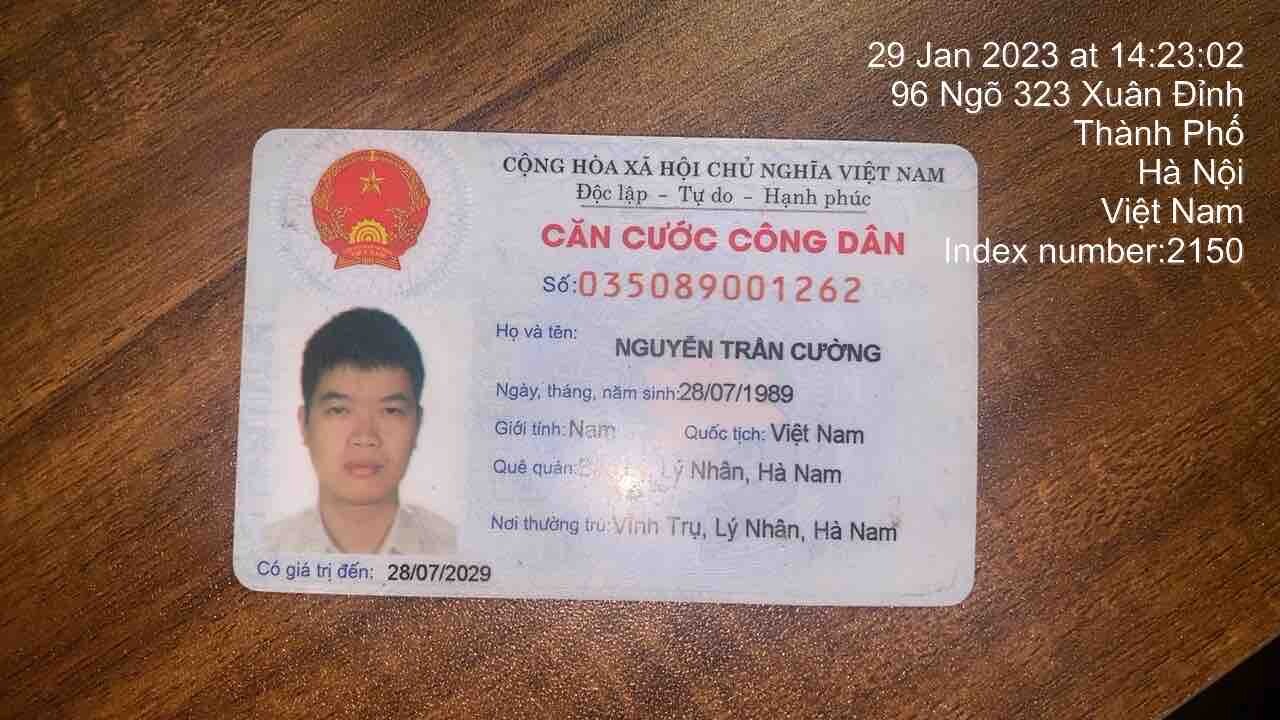 29 Jan 2023 at 14:23:02
96 Ngõ 323 Xuân Đỉnh
Thành Phố
Hà Nội
Việt Nam
Index number:2150
CỘNG HÒA XÃ HỘI CHỦ NGHĨA VIỆT NAM
Độc lập - Tự do - Hạnh phúc
CĂN CƯỚC CÔNG DÂN
Số:035089001262
Họ và tên:
NGUYỄN TRẦN CƯỜNG
Ngày, tháng, năm sinh:28/07/1989
Giới tính:Nam Quốc tịch: Việt Nam
Quê quán: Lý Nhân, Hà Nam
Nơi thường trú:Vĩnh Trụ, Lý Nhân, Hà Nam
Có giá trị đến: 28/07/2029